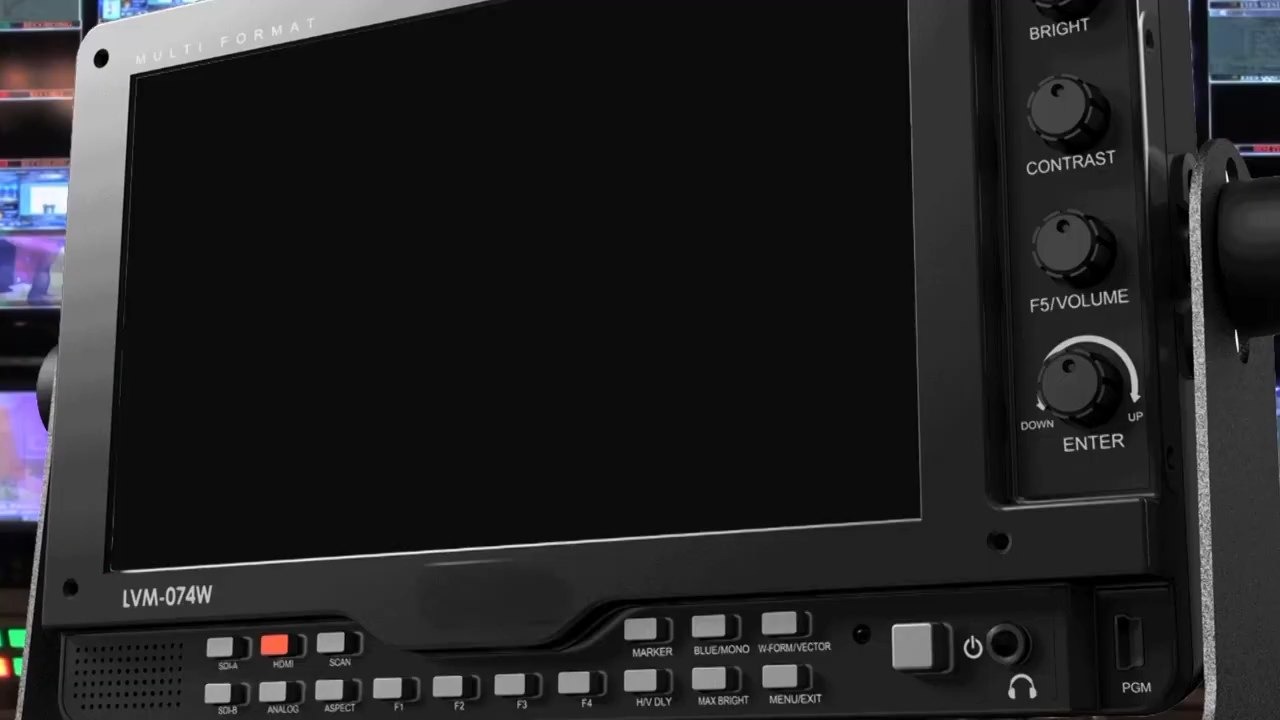 MULTI FORMAT
BRIGHT
CONTRAST
F5/VOLUME
DOWN
UP
ENTER
LVM-074W
SDI-A
HDMI
SCAN
MARKER
BLUE/MONO
W-FORM/VECTOR
SDI-B
ANALOG
ASPECT
F1
F2
F3
F4
H/V DLY
MAX BRIGHT
MENU/EXIT
PGM